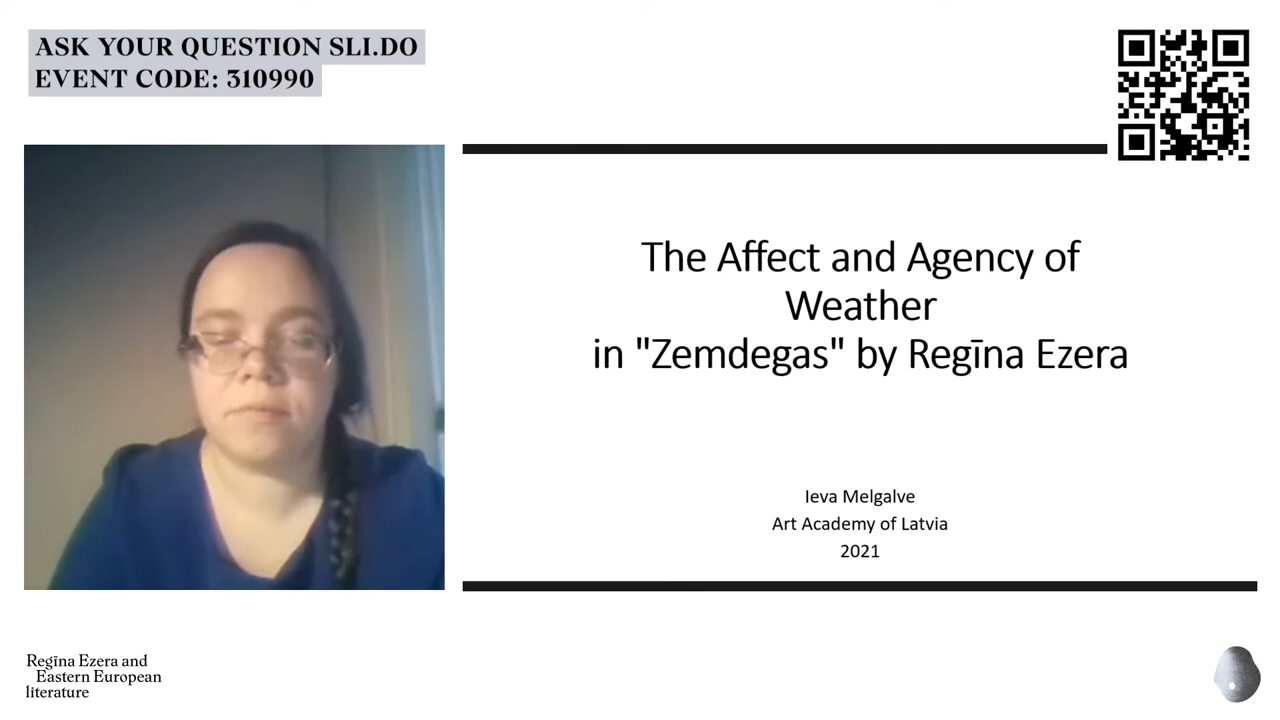 ASK YOUR QUESTION SLI.DO
EVENT CODE: 310990
The Affect and Agency of
Weather
in "Zemdegas" by Regīna Ezera
Ieva Melgalve
Art Academy of Latvia
2021
Regīna Ezera and
Eastern European
literature